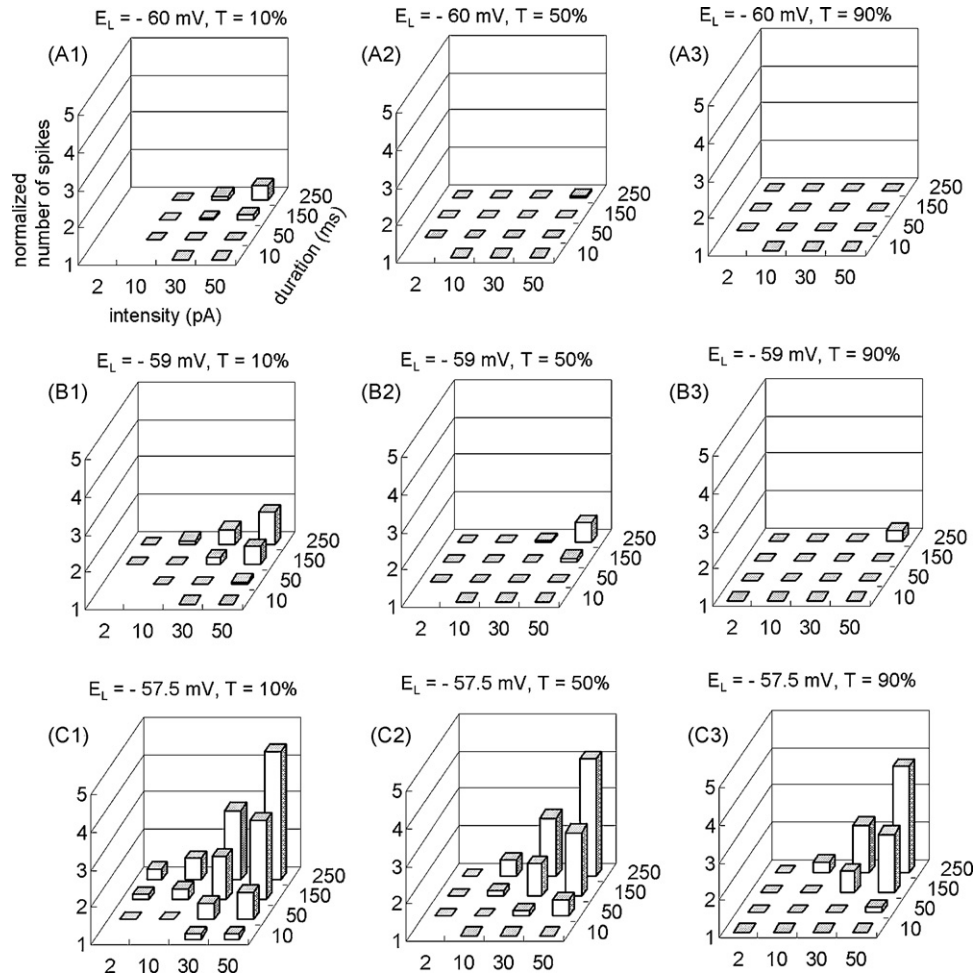 E_L = - 60 mV, T = 10%
(A1)
normalized
number of spikes
5
4
3
2
1
2 10 30 50
intensity (pA)
250
150
50
10
duration (ms)
E_L = - 60 mV, T = 50%
(A2)
5
4
3
2
1
2 10 30 50
250
150
50
10
E_L = - 60 mV, T = 90%
(A3)
5
4
3
2
1
2 10 30 50
250
150
50
10
E_L = - 59 mV, T = 10%
(B1)
5
4
3
2
1
2 10 30 50
250
150
50
10
E_L = - 59 mV, T = 50%
(B2)
5
4
3
2
1
2 10 30 50
250
150
50
10
E_L = - 59 mV, T = 90%
(B3)
5
4
3
2
1
2 10 30 50
250
150
50
10
E_L = - 57.5 mV, T = 10%
(C1)
5
4
3
2
1
2 10 30 50
250
150
50
10
E_L = - 57.5 mV, T = 50%
(C2)
5
4
3
2
1
2 10 30 50
250
150
50
10
E_L = - 57.5 mV, T = 90%
(C3)
5
4
3
2
1
2 10 30 50
250
150
50
10